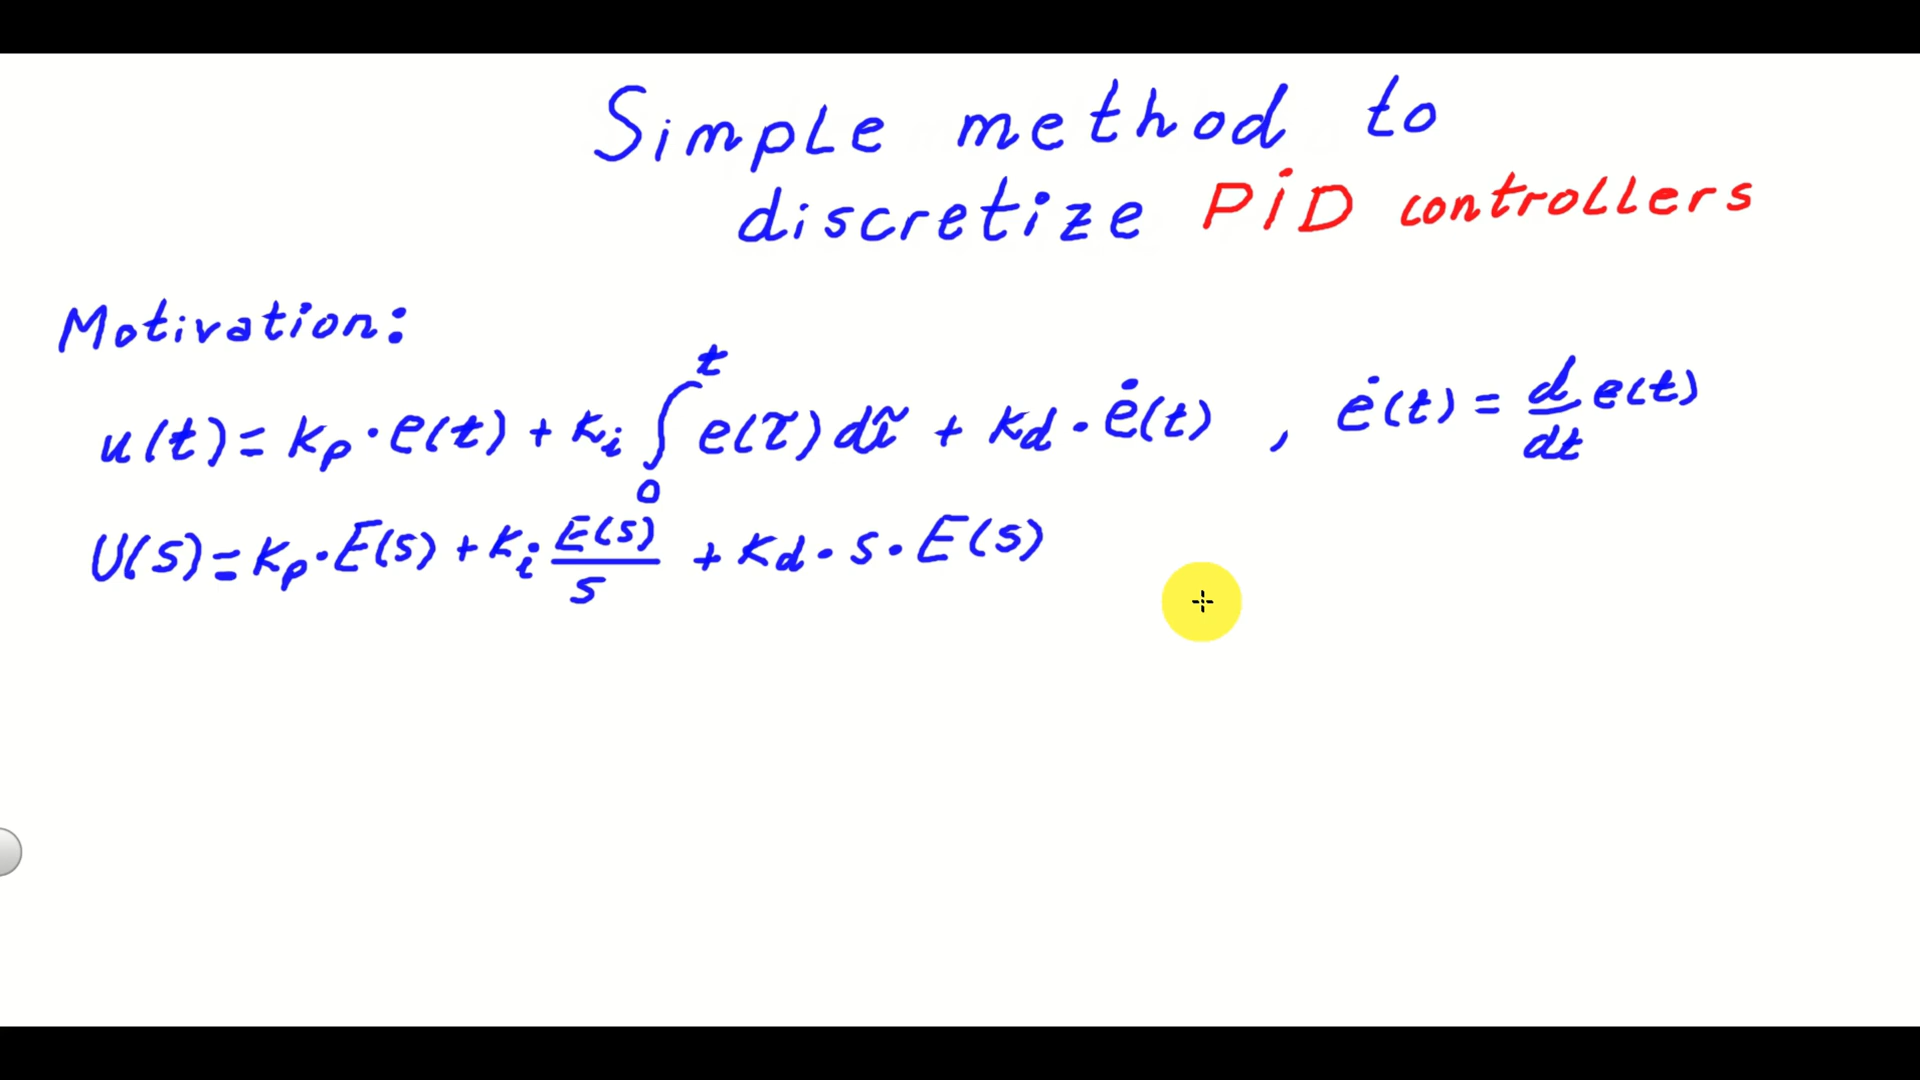 Simple method to
discretize PID controllers
Motivation:
u(t) = Kp · e(t) + Ki ∫₀ᵗ e(τ) dτ + Kd · ė(t) , ė(t) = d/dt e(t)
U(s) = Kp · E(s) + Ki E(s)/s + Kd · s · E(s)